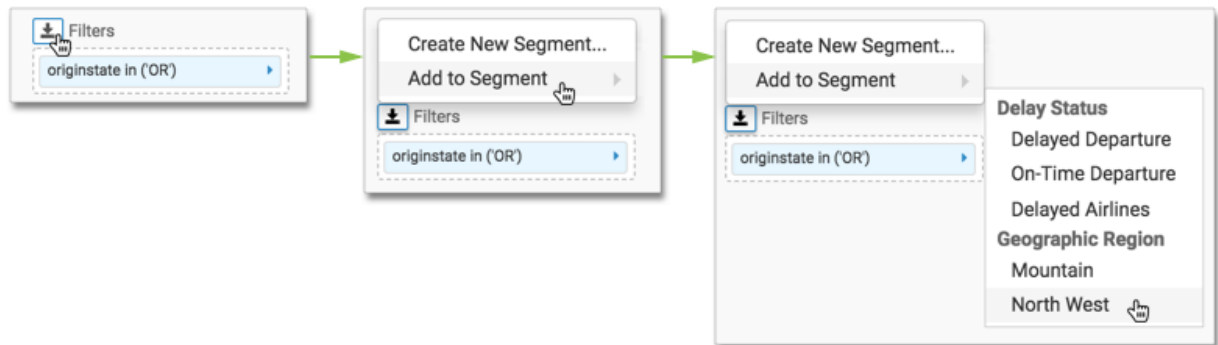 Filters
originstate in ('OR')
Create New Segment...
Add to Segment
Filters
originstate in ('OR')
Create New Segment...
Add to Segment
Filters
originstate in ('OR')
Delay Status
Delayed Departure
On-Time Departure
Delayed Airlines
Geographic Region
Mountain
North West